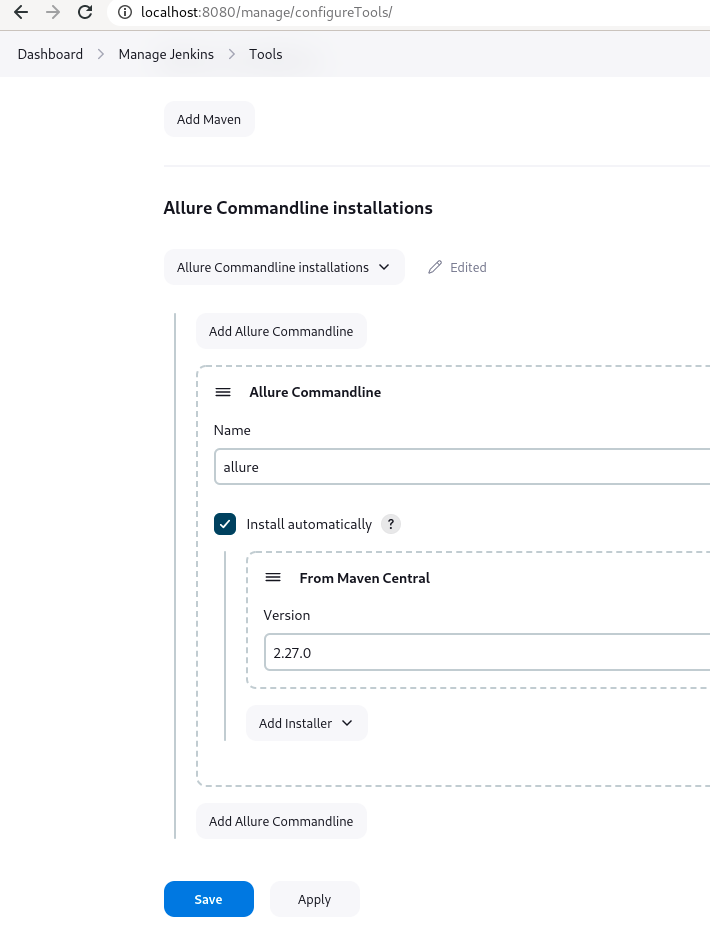 localhost:8080/manage/configureTools/
Dashboard > Manage Jenkins > Tools
Add Maven
Allure Commandline installations
Allure Commandline installations Edited
Add Allure Commandline
Allure Commandline
Name
allure
Install automatically ?
From Maven Central
Version
2.27.0
Add Installer
Add Allure Commandline
Save Apply